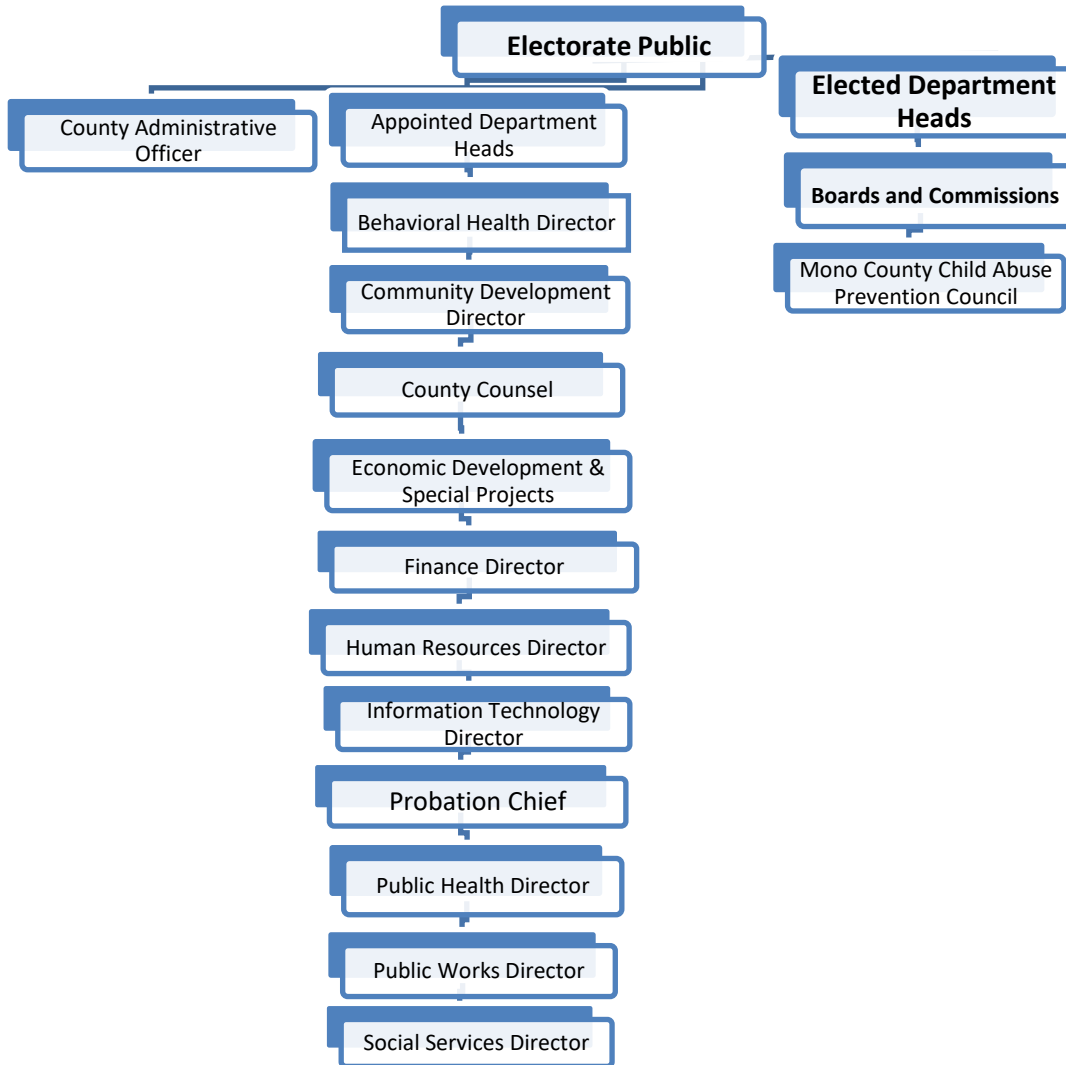 Electorate Public
Elected Department
Heads
County Administrative
Officer
Appointed Department
Heads
Boards and Commissions
Behavioral Health Director
Mono County Child Abuse
Prevention Council
Community Development
Director
County Counsel
Economic Development &
Special Projects
Finance Director
Human Resources Director
Information Technology
Director
Probation Chief
Public Health Director
Public Works Director
Social Services Director